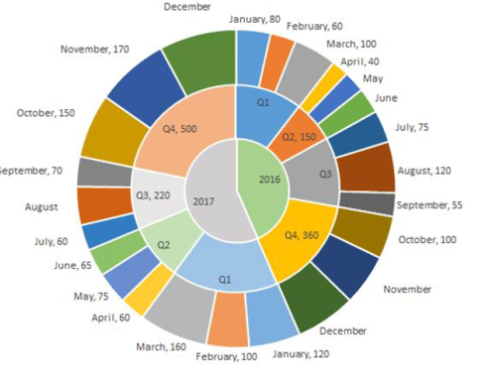 December
January, 80
February, 60
March, 100
April, 40
May
June
July, 75
August, 120
September, 55
October, 100
November
December
January, 120
February, 100
March, 160
April, 60
May, 75
June, 65
July, 60
August
September, 70
October, 150
November, 170
Q1
Q2, 150
Q3
Q4, 360
Q1
Q2
Q3, 220
Q4, 500
2016
2017